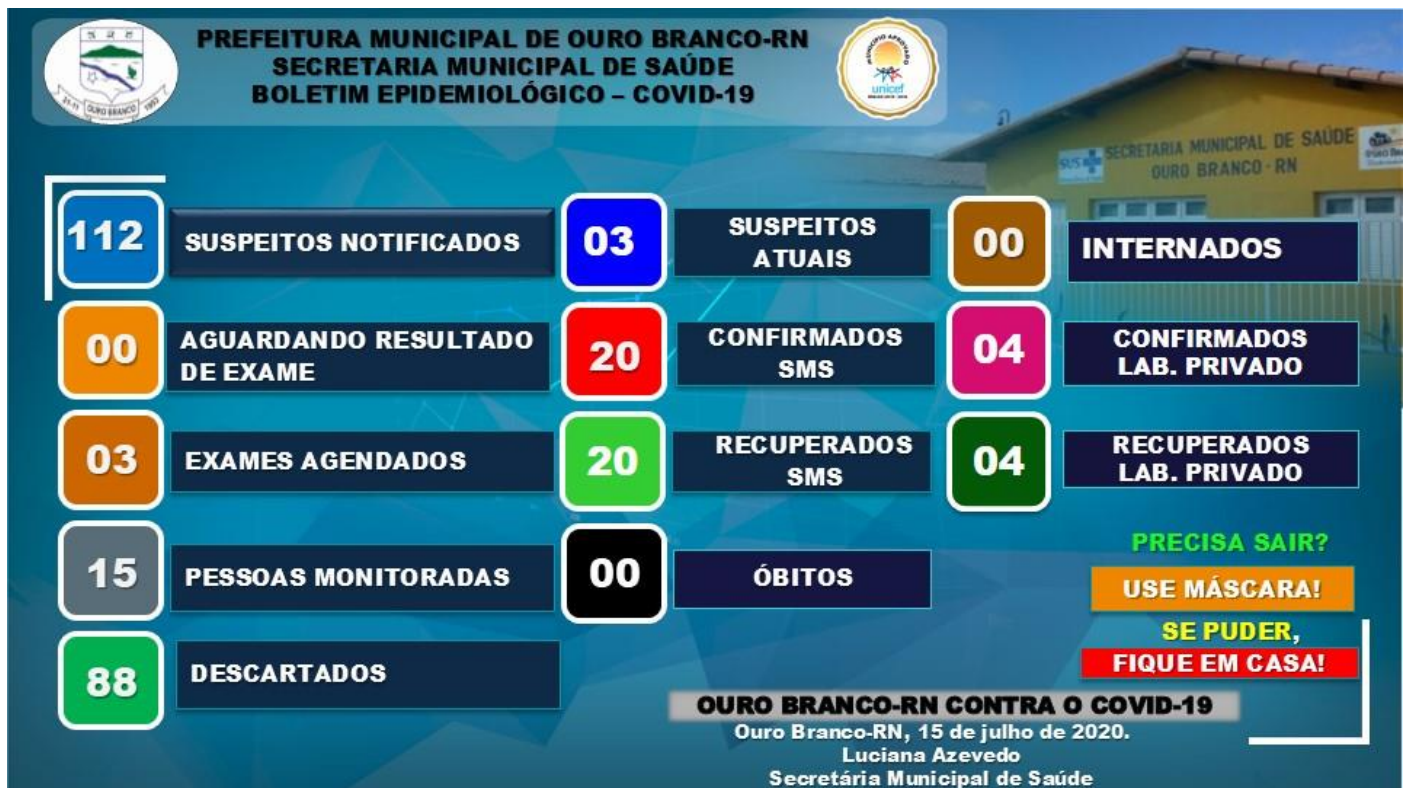 PREFEITURA MUNICIPAL DE OURO BRANCO-RN
SECRETARIA MUNICIPAL DE SAÚDE
BOLETIM EPIDEMIOLÓGICO – COVID-19
OURO BRANCO
MUNICÍPIO APROVADO
unicef
SUS
SECRETARIA MUNICIPAL DE SAÚDE
OURO BRANCO - RN
112
SUSPEITOS NOTIFICADOS
03
SUSPEITOS
ATUAIS
00
INTERNADOS
00
AGUARDANDO RESULTADO
DE EXAME
20
CONFIRMADOS
SMS
04
CONFIRMADOS
LAB. PRIVADO
03
EXAMES AGENDADOS
20
RECUPERADOS
SMS
04
RECUPERADOS
LAB. PRIVADO
15
PESSOAS MONITORADAS
00
ÓBITOS
88
DESCARTADOS
PRECISA SAIR?
USE MÁSCARA!
SE PUDER,
FIQUE EM CASA!
OURO BRANCO-RN CONTRA O COVID-19
Ouro Branco-RN, 15 de julho de 2020.
Luciana Azevedo
Secretária Municipal de Saúde